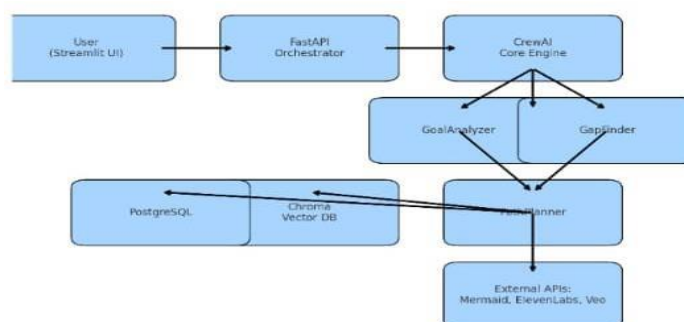 User
(Streamlit UI)
FastAPI
Orchestrator
CrewAI
Core Engine
GoalAnalyzer
GapFinder
PostgreSQL
Chroma
Vector DB
PathPlanner
External APIs:
Mermaid, ElevenLabs, Veo